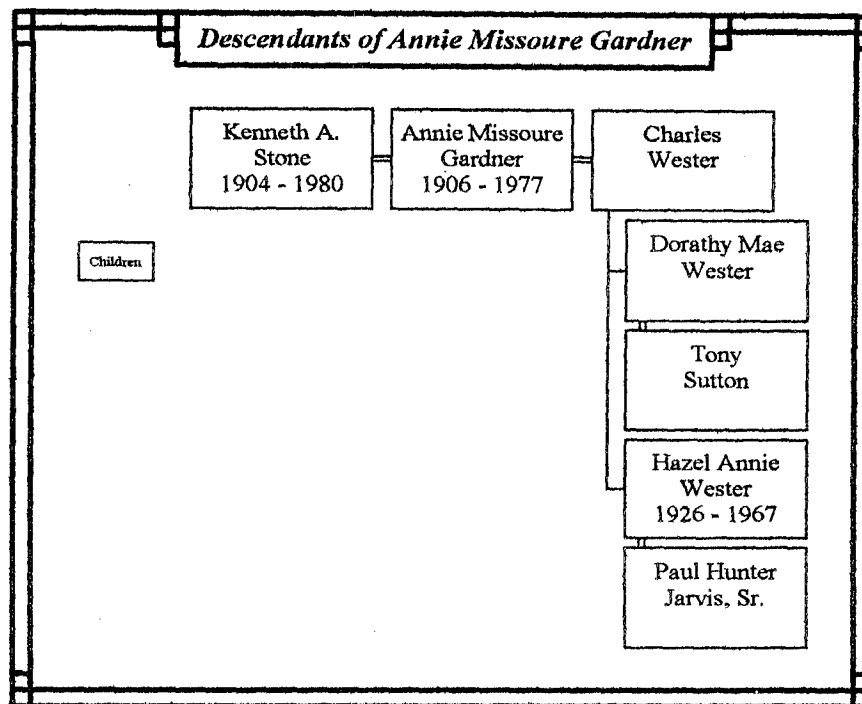 Descendants of Annie Missoure Gardner
Kenneth A.
Stone
1904 - 1980
Annie Missoure
Gardner
1906 - 1977
Charles
Wester
Children
Dorathy Mae
Wester
Tony
Sutton
Hazel Annie
Wester
1926 - 1967
Paul Hunter
Jarvis, Sr.